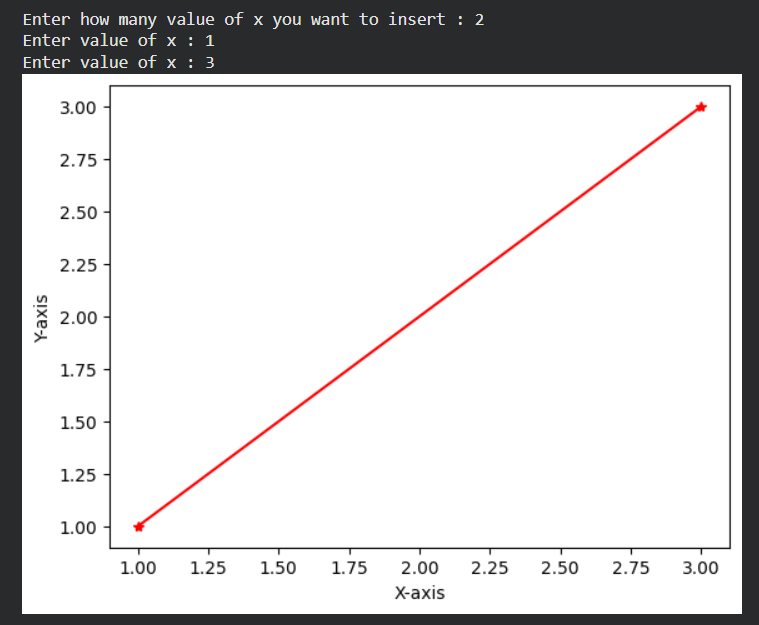 Enter how many value of x you want to insert : 2
Enter value of x : 1
Enter value of x : 3
3.00
2.75
2.50
2.25
2.00
1.75
1.50
1.25
1.00
Y-axis
1.00 1.25 1.50 1.75 2.00 2.25 2.50 2.75 3.00
X-axis